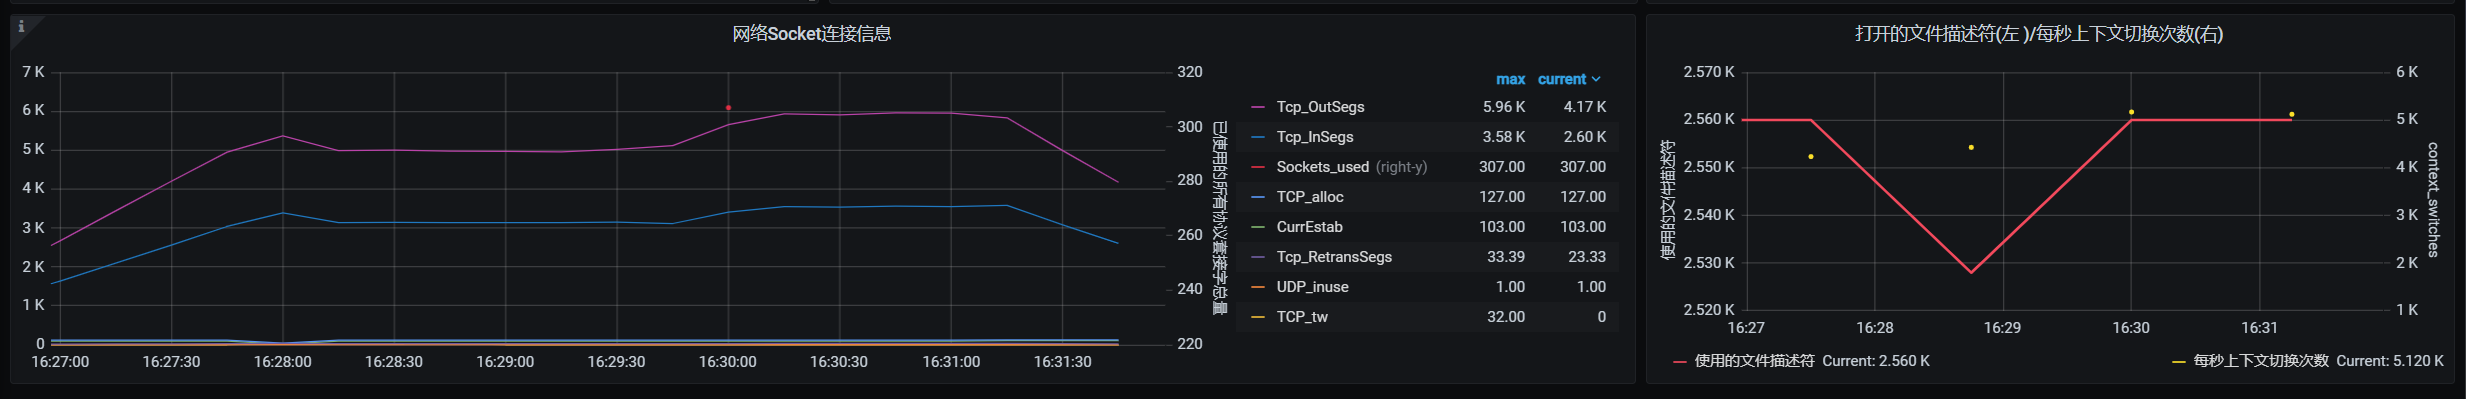 网络Socket连接信息
7 K
6 K
5 K
4 K
3 K
2 K
1 K
0
320
300
280
260
240
220
已使用的所有协议套接字总量
16:27:00 16:27:30 16:28:00 16:28:30 16:29:00 16:29:30 16:30:00 16:30:30 16:31:00 16:31:30
max current
Tcp_OutSegs 5.96 K 4.17 K
Tcp_InSegs 3.58 K 2.60 K
Sockets_used (right-y) 307.00 307.00
TCP_alloc 127.00 127.00
CurrEstab 103.00 103.00
Tcp_RetransSegs 33.39 23.33
UDP_inuse 1.00 1.00
TCP_tw 32.00 0
打开的文件描述符(左 )/每秒上下文切换次数(右)
使用的文件描述符
2.570 K
2.560 K
2.550 K
2.540 K
2.530 K
2.520 K
6 K
5 K
4 K
3 K
2 K
1 K
context_switches
16:27 16:28 16:29 16:30 16:31
使用的文件描述符 Current: 2.560 K
每秒上下文切换次数 Current: 5.120 K